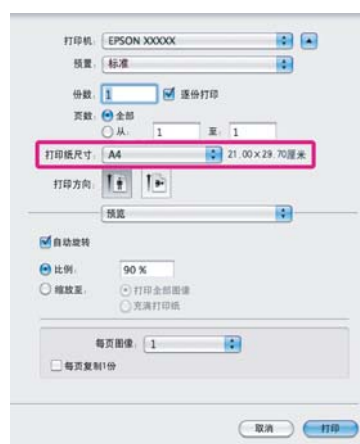 打印机: EPSON XXXXX
预置: 标准
份数: 1 逐份打印
页数: 全部
从: 1 至: 1
打印纸尺寸: A4 21.00×29.70厘米
打印方向:
预览
自动旋转
比例: 90 %
缩放至: 打印全部图像
充满打印纸
每页图像: 1
每页复制1份
取消 打印